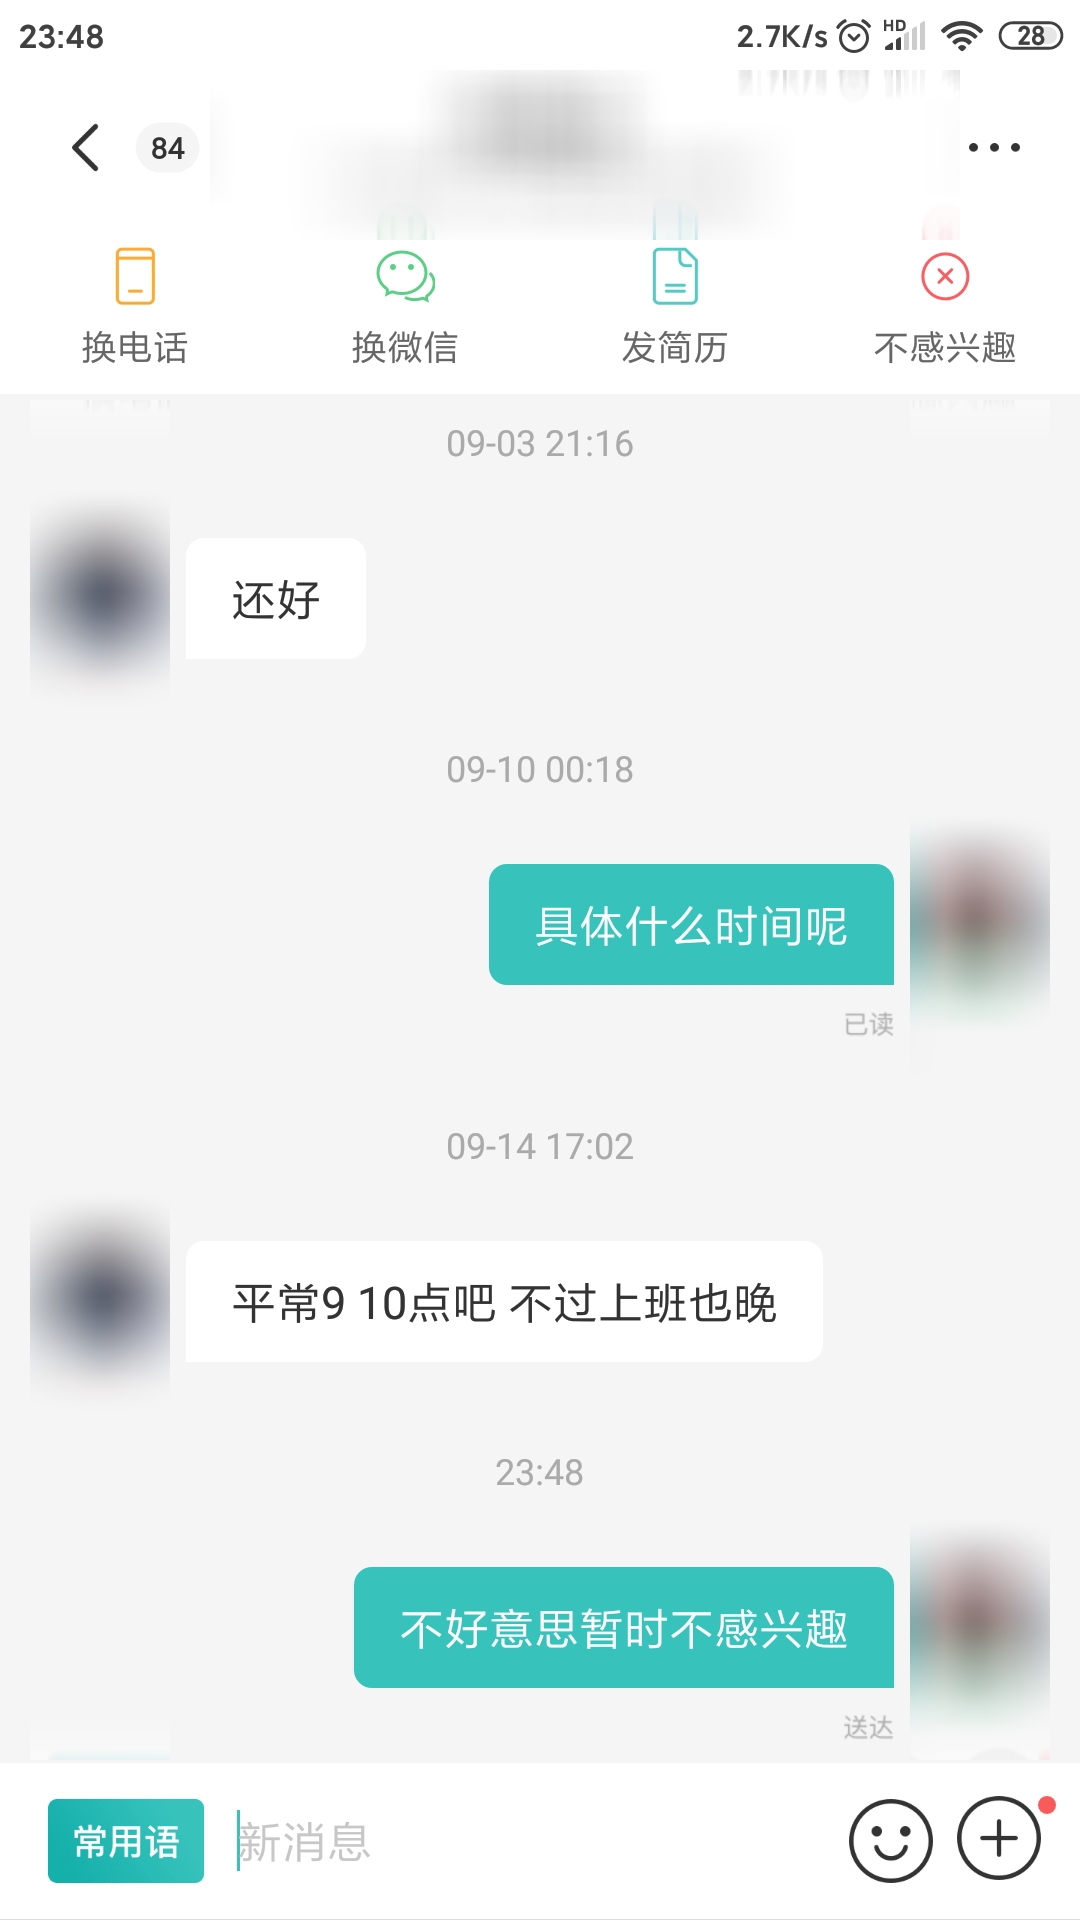 23:48
2.7K/s HD 28
84
换电话 换微信 发简历 不感兴趣
09-03 21:16
还好
09-10 00:18
具体什么时间呢
已读
09-14 17:02
平常9 10点吧 不过上班也晚
23:48
不好意思暂时不感兴趣
送达
常用语 新消息